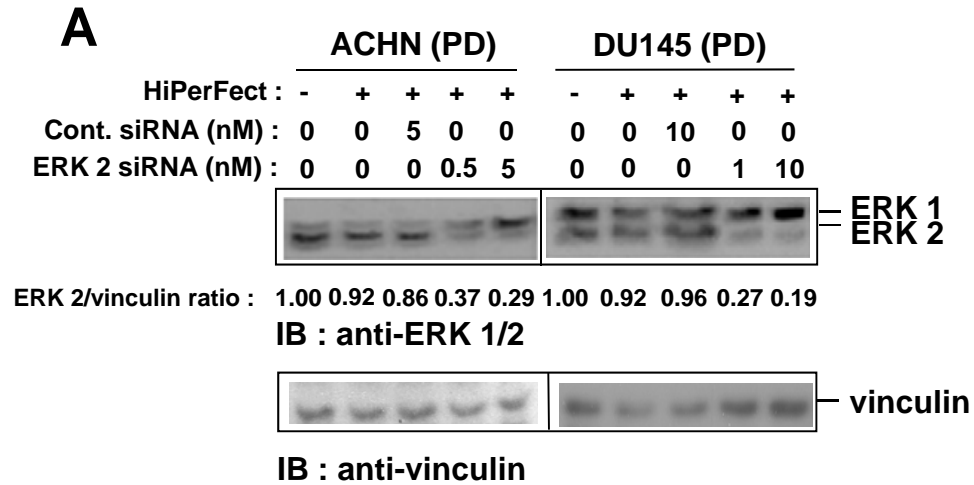 A
ACHN (PD) DU145 (PD)
HiPerFect : - + + + + - + + + +
Cont. siRNA (nM) : 0 0 5 0 0 0 0 10 0 0
ERK 2 siRNA (nM) : 0 0 0 0.5 5 0 0 0 1 10
ERK 1
ERK 2
ERK 2/vinculin ratio : 1.00 0.92 0.86 0.37 0.29 1.00 0.92 0.96 0.27 0.19
IB : anti-ERK 1/2
vinculin
IB : anti-vinculin